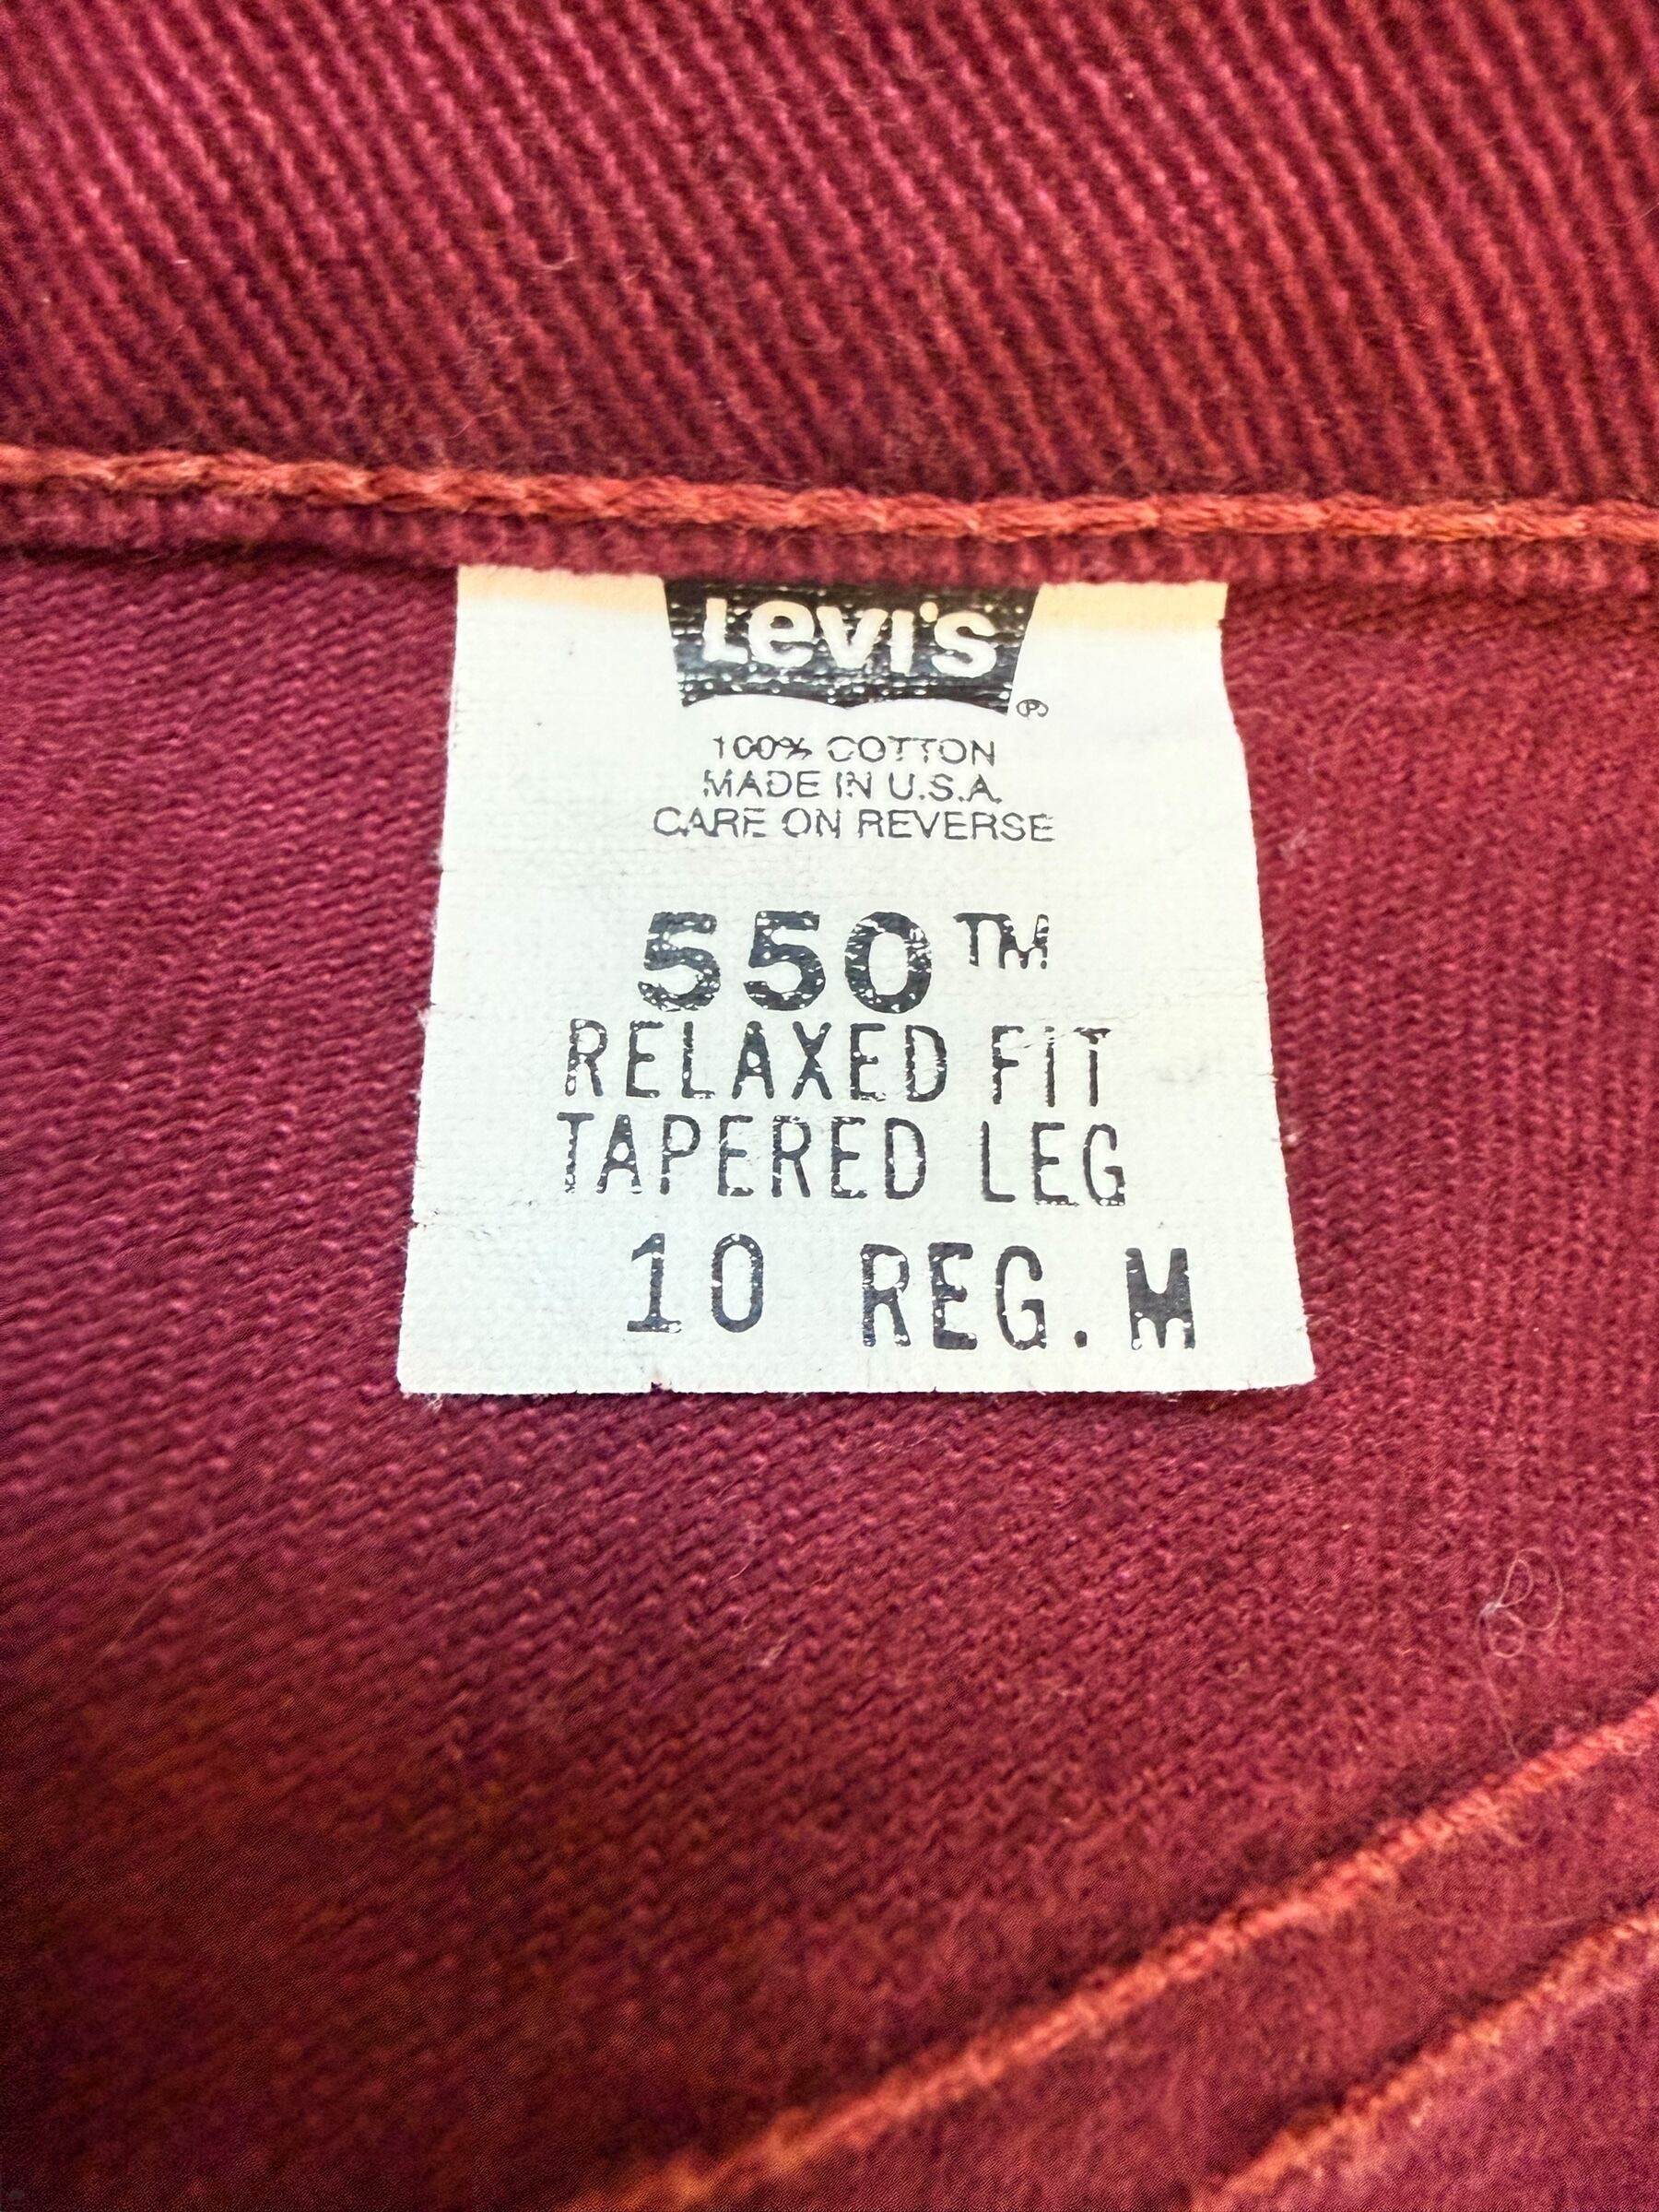 Levi's ®
100% COTTON
MADE IN U.S.A.
CARE ON REVERSE
550™
RELAXED FIT
TAPERED LEG
10 REG. M